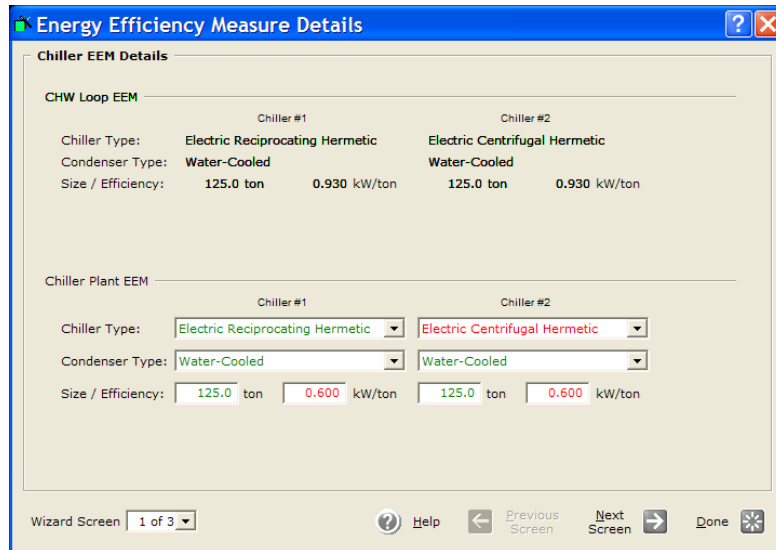 Energy Efficiency Measure Details
Chiller EEM Details
CHW Loop EEM
Chiller #1 Chiller #2
Chiller Type: Electric Reciprocating Hermetic Electric Centrifugal Hermetic
Condenser Type: Water-Cooled Water-Cooled
Size / Efficiency: 125.0 ton 0.930 kW/ton 125.0 ton 0.930 kW/ton
Chiller Plant EEM
Chiller #1 Chiller #2
Chiller Type: Electric Reciprocating Hermetic Electric Centrifugal Hermetic
Condenser Type: Water-Cooled Water-Cooled
Size / Efficiency: 125.0 ton 0.600 kW/ton 125.0 ton 0.600 kW/ton
Wizard Screen 1 of 3 ? Help Previous Screen Next Screen Done